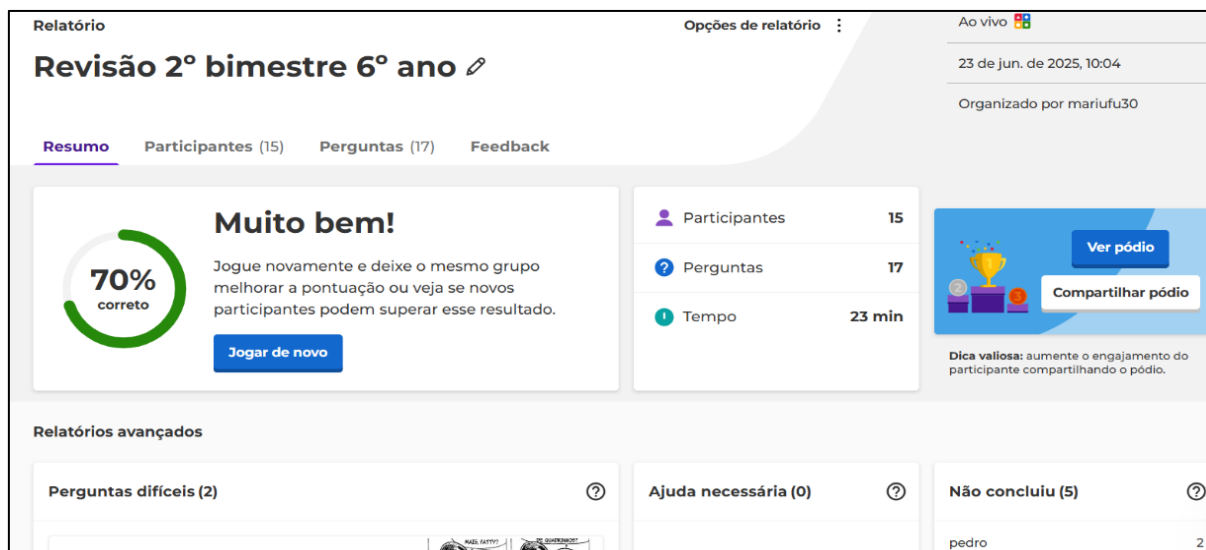 Relatório
Opções de relatório
Ao vivo
Revisão 2º bimestre 6º ano
23 de jun. de 2025, 10:04
Organizado por mariufu30
Resumo
Participantes (15)
Perguntas (17)
Feedback
70%
correto
Muito bem!
Jogue novamente e deixe o mesmo grupo
melhorar a pontuação ou veja se novos
participantes podem superar esse resultado.
Jogar de novo
Participantes 15
Perguntas 17
Tempo 23 min
2
3
Ver pódio
Compartilhar pódio
Dica valiosa: aumente o engajamento do
participante compartilhando o pódio.
Relatórios avançados
Perguntas difíceis (2)
Ajuda necessária (0)
Não concluiu (5)
MAIS, FATTY?
pedro 2